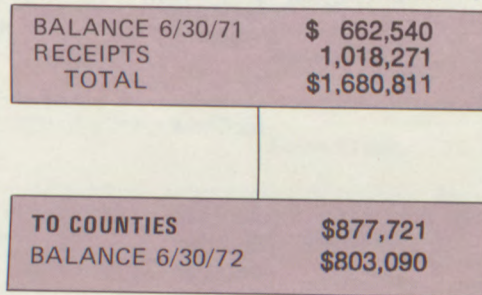 BALANCE 6/30/71 $ 662,540
RECEIPTS 1,018,271
TOTAL $1,680,811
TO COUNTIES $877,721
BALANCE 6/30/72 $803,090